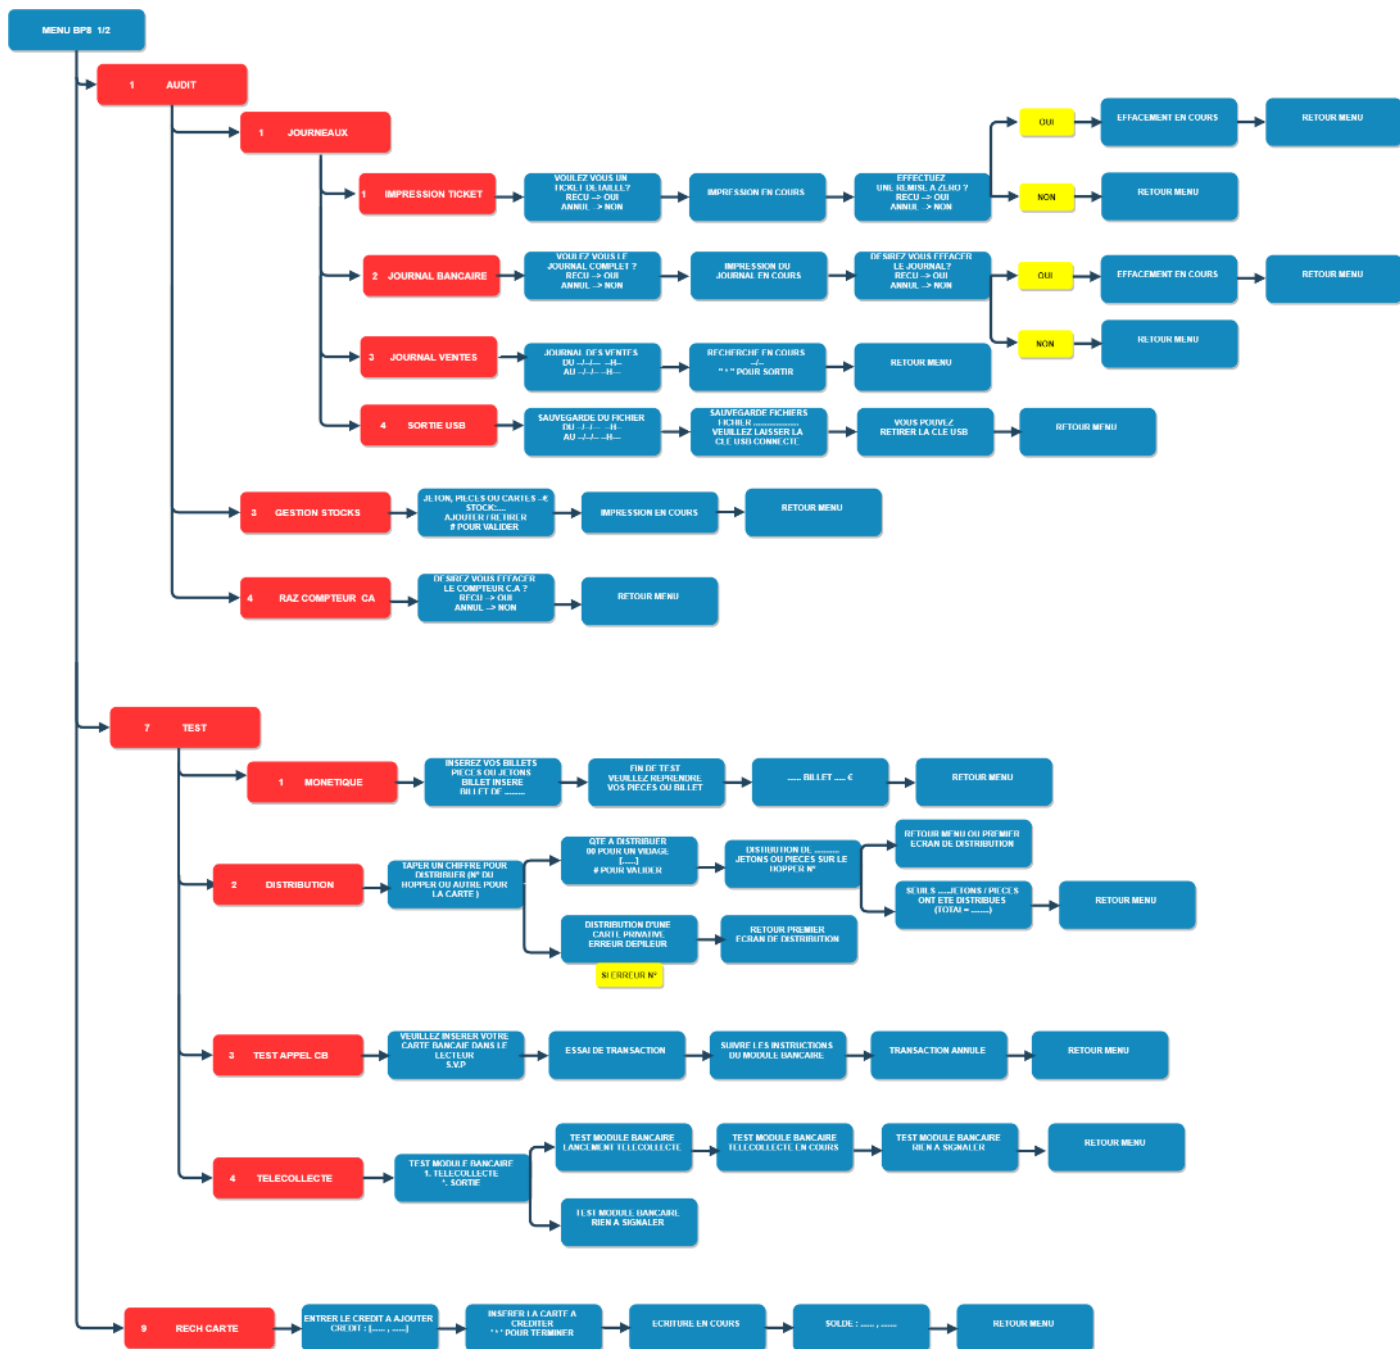 MENU BP8 1/2
1 AUDIT
1 JOURNEAUX
1 IMPRESSION TICKET
VOULEZ VOUS UN
TICKET DETAILLE?
RECU --> OUI
ANNUL --> NON
IMPRESSION EN COURS
EFFECTUEZ
UNE REMISE A ZERO ?
RECU --> OUI
ANNUL --> NON
OUI
EFFACEMENT EN COURS
RETOUR MENU
NON
RETOUR MENU
2 JOURNAL BANCAIRE
VOULEZ VOUS LE
JOURNAL COMPLET ?
RECU --> OUI
ANNUL --> NON
IMPRESSION DU
JOURNAL EN COURS
DESIREZ VOUS EFFACER
LE JOURNAL?
RECU --> OUI
ANNUL --> NON
OUI
EFFACEMENT EN COURS
RETOUR MENU
NON
RETOUR MENU
3 JOURNAL VENTES
JOURNAL DES VENTES
DU --/--/--- --H--
AU --/--/-- --H---
RECHERCHE EN COURS
--/--
" * " POUR SORTIR
RETOUR MENU
4 SORTIE USB
SAUVEGARDE DU FICHIER
DU --/--/--- --H--
AU --/--/-- --H---
SAUVEGARDE FICHIERS
FICHIER ....................
VEUILLEZ LAISSER LA
CLE USB CONNECTE
VOUS POUVEZ
RETIRER LA CLE USB
RETOUR MENU
3 GESTION STOCKS
JETON, PIECES OU CARTES --€
STOCK:....
AJOUTER / RETIRER
# POUR VALIDER
IMPRESSION EN COURS
RETOUR MENU
4 RAZ COMPTEUR CA
DESIREZ VOUS EFFACER
LE COMPTEUR C.A ?
RECU --> OUI
ANNUL --> NON
RETOUR MENU
7 TEST
1 MONETIQUE
INSEREZ VOS BILLETS
PIECES OU JETONS
BILLET INSERE
BILLET DE .........
FIN DE TEST
VEUILLEZ REPRENDRE
VOS PIECES OU BILLET
...... BILLET ..... €
RETOUR MENU
2 DISTRIBUTION
TAPER UN CHIFFRE POUR
DISTRIBUER (N° DU
HOPPER OU AUTRE POUR
LA CARTE )
QTE A DISTRIBUER
00 POUR UN VIDAGE
[......]
# POUR VALIDER
DISTIBUTION DE ...........
JETONS OU PIECES SUR LE
HOPPER N°
RETOUR MENU OU PREMIER
ECRAN DE DISTRIBUTION
SEUILS ......JETONS / PIECES
ONT ETE DISTRIBUES
(TOTAL= ........)
RETOUR MENU
DISTRIBUTION D'UNE
CARTE PRIVATIVE
ERREUR DEPILEUR
RETOUR PREMIER
ECRAN DE DISTRIBUTION
SI ERREUR N°
3 TEST APPEL CB
VEUILLEZ INSERER VOTRE
CARTE BANCAIE DANS LE
LECTEUR
S.V.P
ESSAI DE TRANSACTION
SUIVRE LES INSTRUCTIONS
DU MODULE BANCAIRE
TRANSACTION ANNULE
RETOUR MENU
4 TELECOLLECTE
TEST MODULE BANCAIRE
1. TELECOLLECTE
*. SORTIE
TEST MODULE BANCAIRE
LANCEMENT TELECOLLECTE
TEST MODULE BANCAIRE
TELECOLLECTE EN COURS
TEST MODULE BANCAIRE
RIEN A SIGNALER
RETOUR MENU
TEST MODULE BANCAIRE
RIEN A SIGNALER
9 RECH CARTE
ENTRER LE CREDIT A AJOUTER
CREDIT : [...... , ......]
INSERER LA CARTE A
CREDITER
' * ' POUR TERMINER
ECRITURE EN COURS
SOLDE : ...... , .......
RETOUR MENU